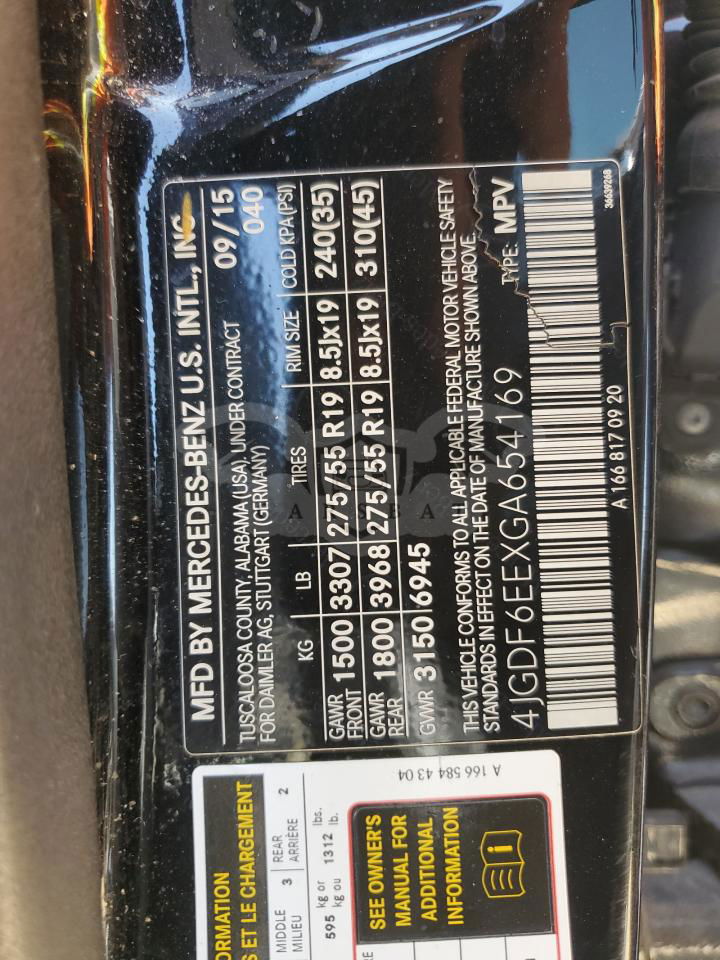 MFD BY MERCEDES-BENZ U.S. INTL., INC
TUSCALOOSA COUNTY, ALABAMA (USA) UNDER CONTRACT 09/15
FOR DAIMLER AG, STUTTGART (GERMANY) 040
KG LB TIRES RIM SIZE COLD KPA (PSI)
GAWR FRONT 1500 3307 275/55 R19 8.5Jx19 240(35)
GAWR REAR 1800 3968 275/55 R19 8.5Jx19 310(45)
GVWR 3150 6945
THIS VEHICLE CONFORMS TO ALL APPLICABLE FEDERAL MOTOR VEHICLE SAFETY
STANDARDS IN EFFECT ON THE DATE OF MANUFACTURE SHOWN ABOVE.
4JGDF6EEXGA654169 TYPE: MPV
A 166 817 09 20 36639268
ORMATION
S ET LE CHARGEMENT
MIDDLE 3 REAR 2
MILIEU ARRIÈRE
595 kg or 1312 lbs.
kg ou lb.
SEE OWNER'S
MANUAL FOR
ADDITIONAL
INFORMATION
A 166 584 43 04